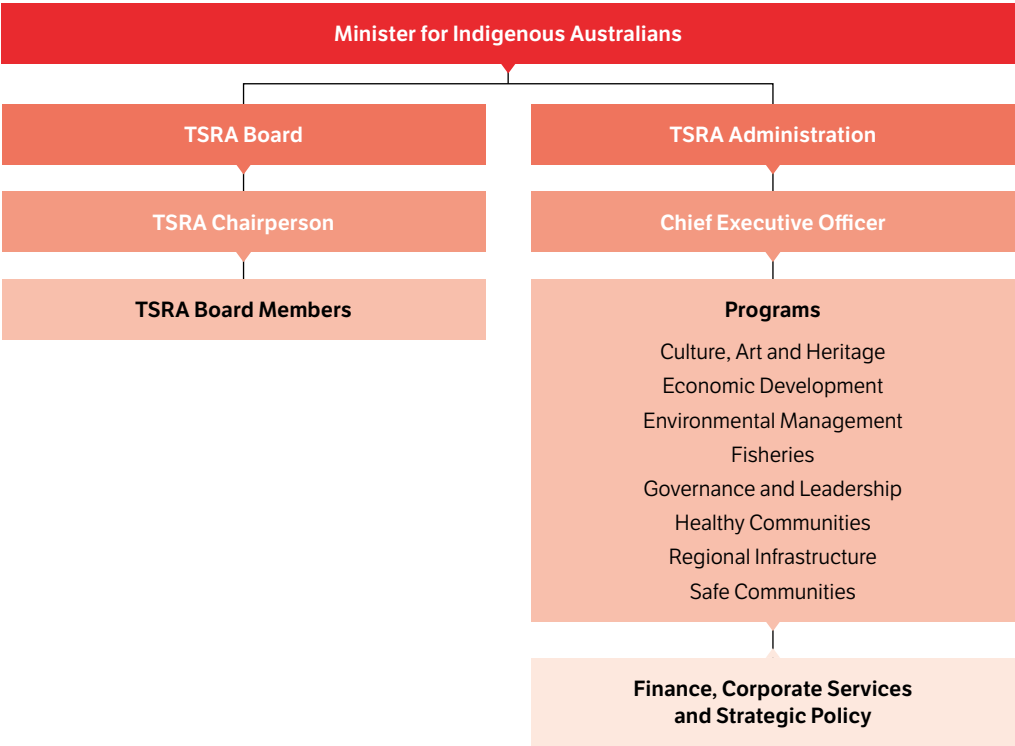 Minister for Indigenous Australians
TSRA Board
TSRA Chairperson
TSRA Board Members
TSRA Administration
Chief Executive Officer
Programs
Culture, Art and Heritage
Economic Development
Environmental Management
Fisheries
Governance and Leadership
Healthy Communities
Regional Infrastructure
Safe Communities
Finance, Corporate Services
and Strategic Policy